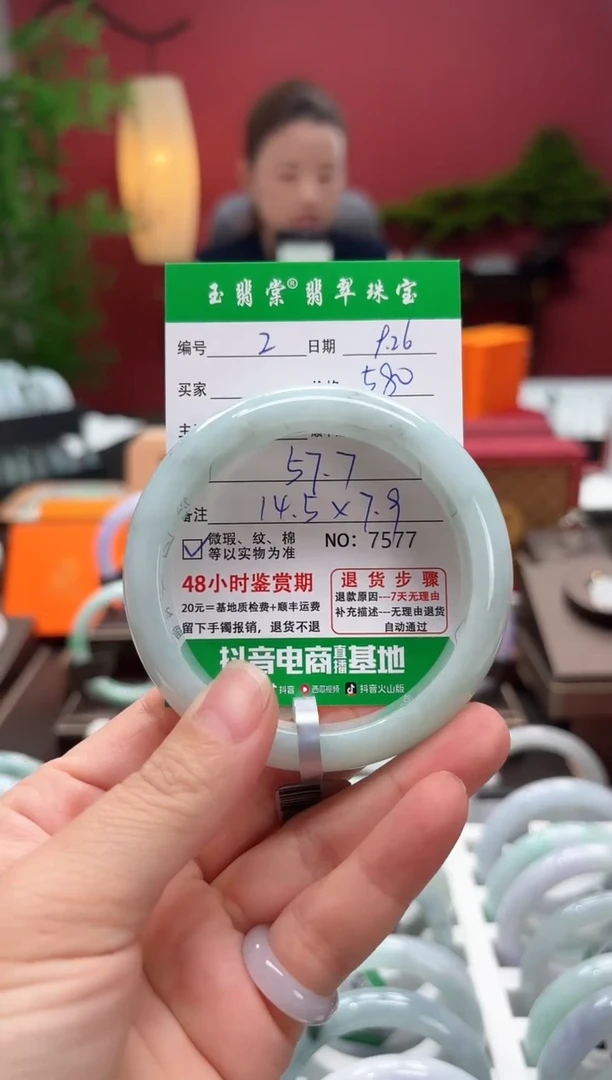 玉翡棠®翡翠珠宝
编号 2 日期 9.26
买家 580
57.7
备注 14.5×7.9
微瑕、纹、棉
等以实物为准
NO: 7577
48小时鉴赏期
20元=基地质检费+顺丰运费
留下手镯报销，退货不退
退货步骤
退款原因---7天无理由
补充描述---无理由退货
自动通过
抖音电商直播基地
抖音 西瓜视频 抖音火山版